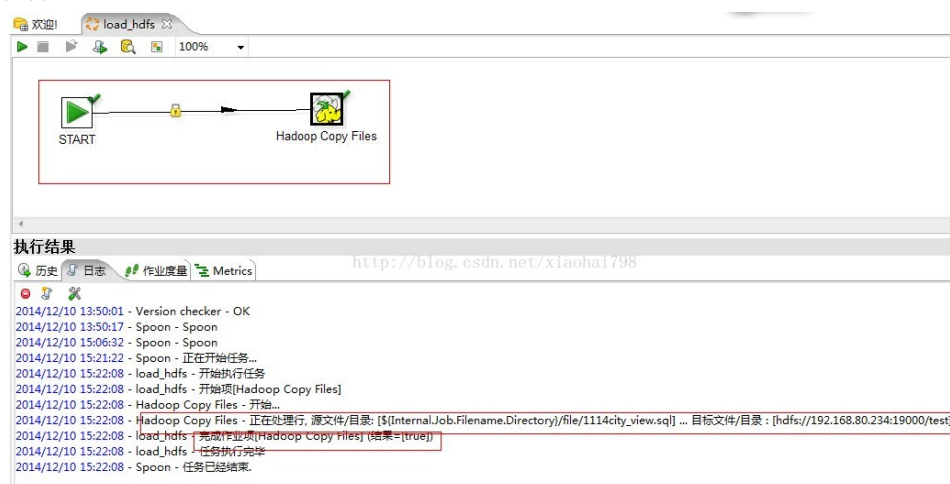 欢迎!
load_hdfs
100%
START
Hadoop Copy Files
执行结果
http://blog.csdn.net/xiaohai798
历史 日志 作业度量 Metrics
2014/12/10 13:50:01 - Version checker - OK
2014/12/10 13:50:17 - Spoon - Spoon
2014/12/10 15:06:32 - Spoon - Spoon
2014/12/10 15:21:22 - Spoon - 正在开始任务...
2014/12/10 15:22:08 - load_hdfs - 开始执行任务
2014/12/10 15:22:08 - load_hdfs - 开始项[Hadoop Copy Files]
2014/12/10 15:22:08 - Hadoop Copy Files - 开始...
2014/12/10 15:22:08 - Hadoop Copy Files - 正在处理行, 源文件/目录: [${Internal.Job.Filename.Directory}/file/1114city_view.sql] ... 目标文件/目录 : [hdfs://192.168.80.234:19000/test]
2014/12/10 15:22:08 - load_hdfs - 完成作业项[Hadoop Copy Files] (结果=[true])
2014/12/10 15:22:08 - load_hdfs - 任务执行完毕
2014/12/10 15:22:08 - Spoon - 任务已经结束.